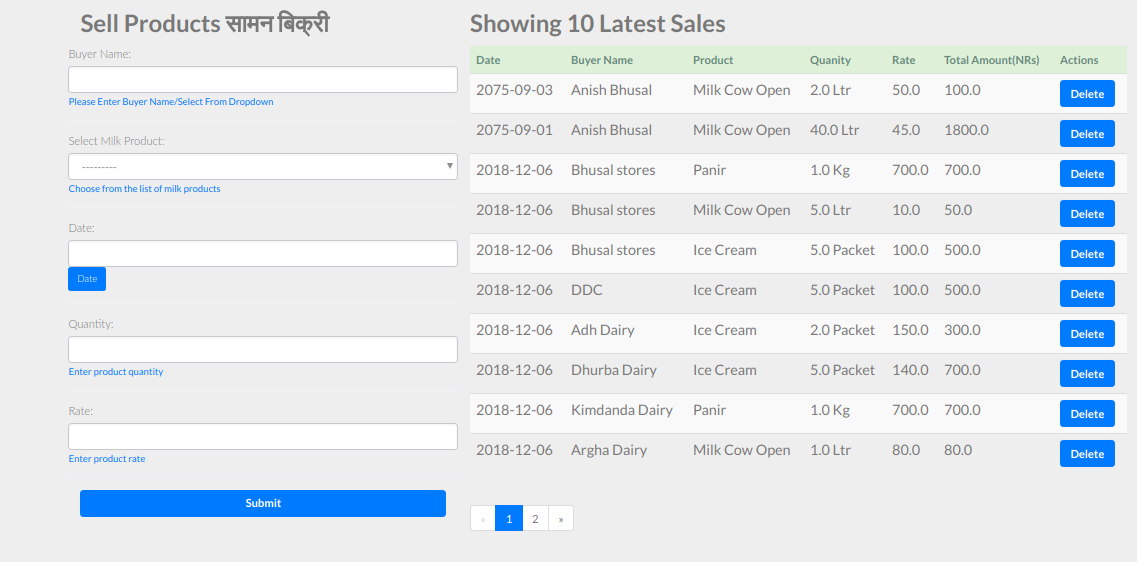 Sell Products सामन बिक्री
Buyer Name:
Please Enter Buyer Name/Select From Dropdown
Select Milk Product:
---------
Choose from the list of milk products
Date:
Date
Quantity:
Enter product quantity
Rate:
Enter product rate
Submit
Showing 10 Latest Sales
Date Buyer Name Product Quanity Rate Total Amount(NRs) Actions
2075-09-03 Anish Bhusal Milk Cow Open 2.0 Ltr 50.0 100.0 Delete
2075-09-01 Anish Bhusal Milk Cow Open 40.0 Ltr 45.0 1800.0 Delete
2018-12-06 Bhusal stores Panir 1.0 Kg 700.0 700.0 Delete
2018-12-06 Bhusal stores Milk Cow Open 5.0 Ltr 10.0 50.0 Delete
2018-12-06 Bhusal stores Ice Cream 5.0 Packet 100.0 500.0 Delete
2018-12-06 DDC Ice Cream 5.0 Packet 100.0 500.0 Delete
2018-12-06 Adh Dairy Ice Cream 2.0 Packet 150.0 300.0 Delete
2018-12-06 Dhurba Dairy Ice Cream 5.0 Packet 140.0 700.0 Delete
2018-12-06 Kimdanda Dairy Panir 1.0 Kg 700.0 700.0 Delete
2018-12-06 Argha Dairy Milk Cow Open 1.0 Ltr 80.0 80.0 Delete
« 1 2 »